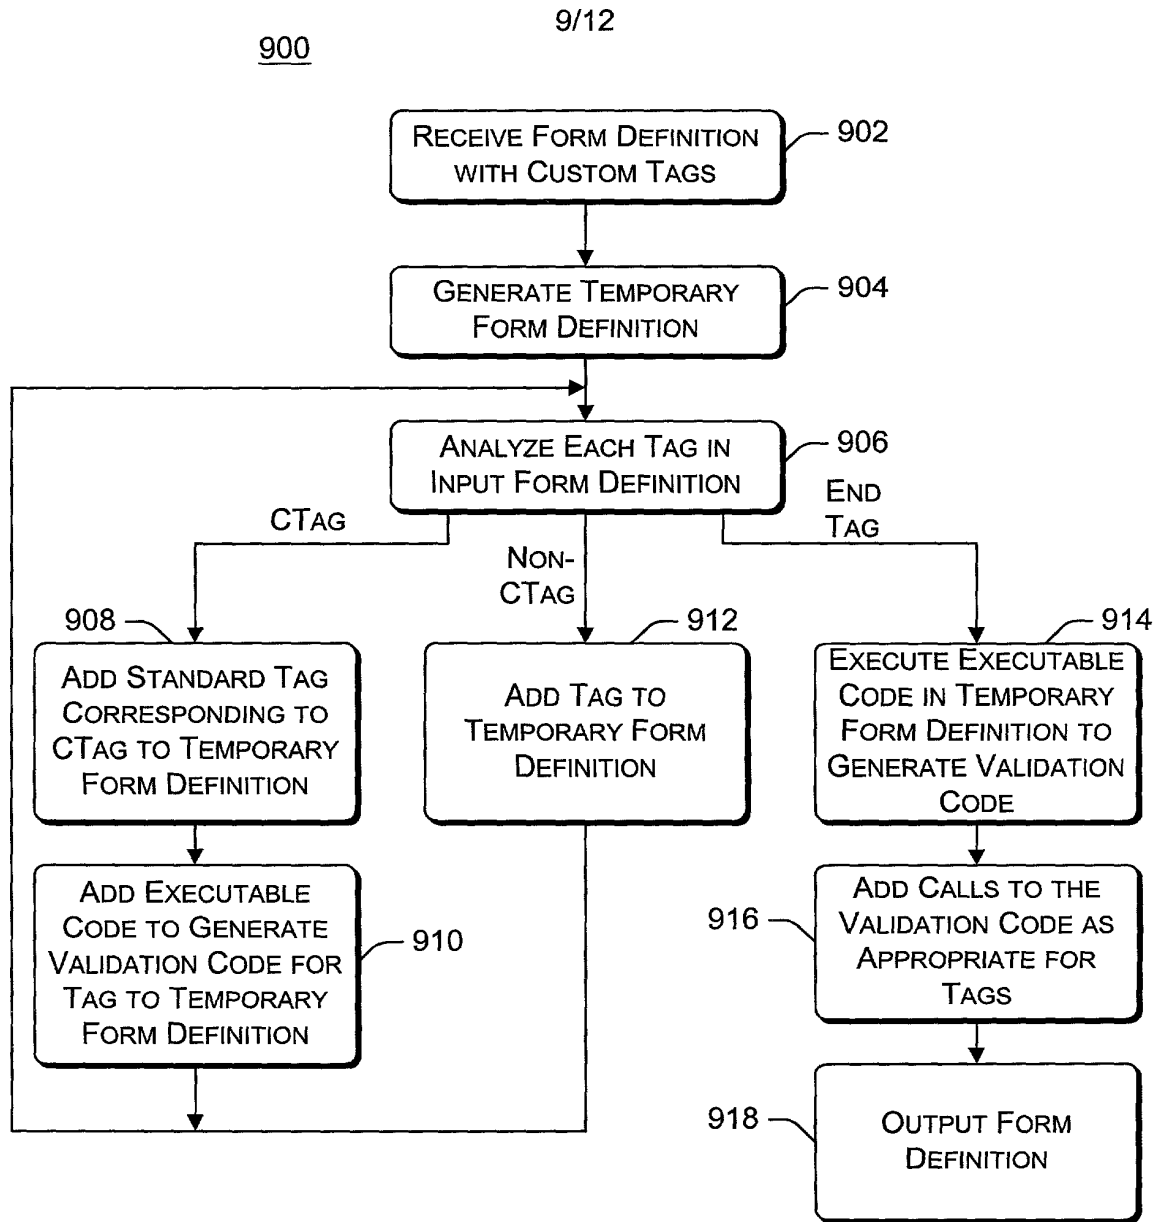 9/12
900
RECEIVE FORM DEFINITION
WITH CUSTOM TAGS
902
GENERATE TEMPORARY
FORM DEFINITION
904
ANALYZE EACH TAG IN
INPUT FORM DEFINITION
906
CTAG
NON-
CTAG
END
TAG
908
ADD STANDARD TAG
CORRESPONDING TO
CTAG TO TEMPORARY
FORM DEFINITION
912
ADD TAG TO
TEMPORARY FORM
DEFINITION
914
EXECUTE EXECUTABLE
CODE IN TEMPORARY
FORM DEFINITION TO
GENERATE VALIDATION
CODE
ADD EXECUTABLE
CODE TO GENERATE
VALIDATION CODE FOR
TAG TO TEMPORARY
FORM DEFINITION
910
916
ADD CALLS TO THE
VALIDATION CODE AS
APPROPRIATE FOR
TAGS
918
OUTPUT FORM
DEFINITION